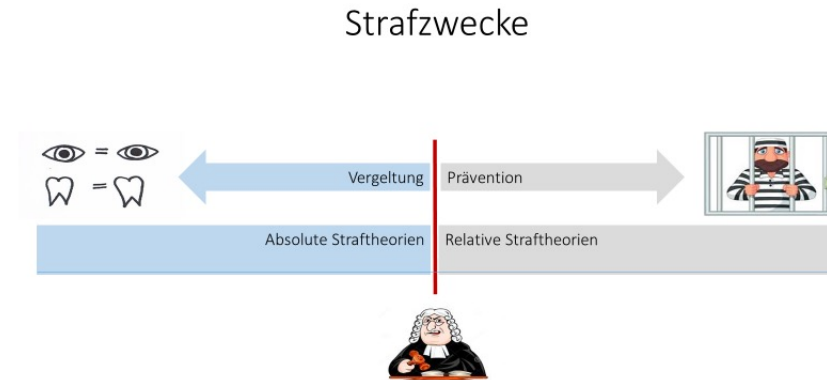 Strafzwecke
= 
=
Vergeltung
Prävention
Absolute Straftheorien
Relative Straftheorien